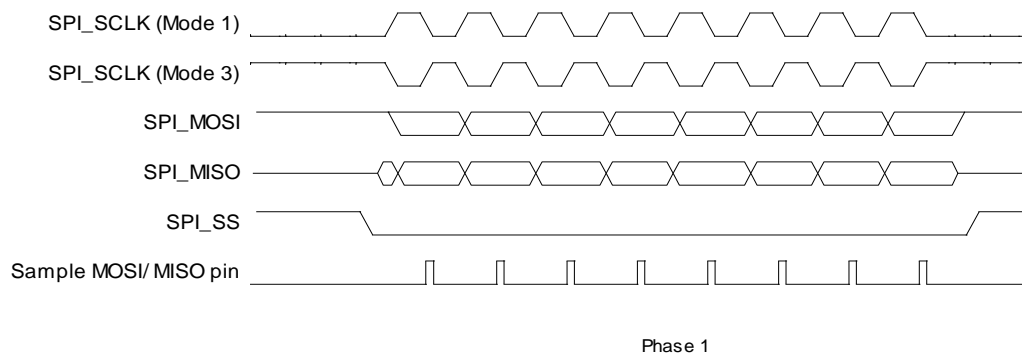 SPI_SCLK (Mode 1)
SPI_SCLK (Mode 3)
SPI_MOSI
SPI_MISO
SPI_SS
Sample MOSI/ MISO pin
Phase 1